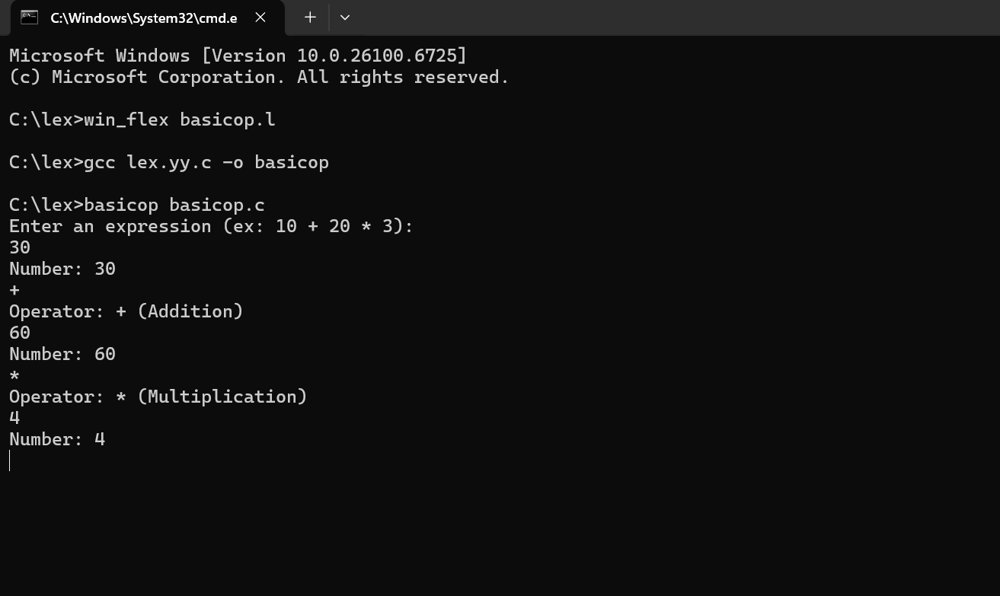 C:\Windows\System32\cmd.e
Microsoft Windows [Version 10.0.26100.6725]
(c) Microsoft Corporation. All rights reserved.
C:\lex>win_flex basicop.l
C:\lex>gcc lex.yy.c -o basicop
C:\lex>basicop basicop.c
Enter an expression (ex: 10 + 20 * 3):
30
Number: 30
+
Operator: + (Addition)
60
Number: 60
*
Operator: * (Multiplication)
4
Number: 4